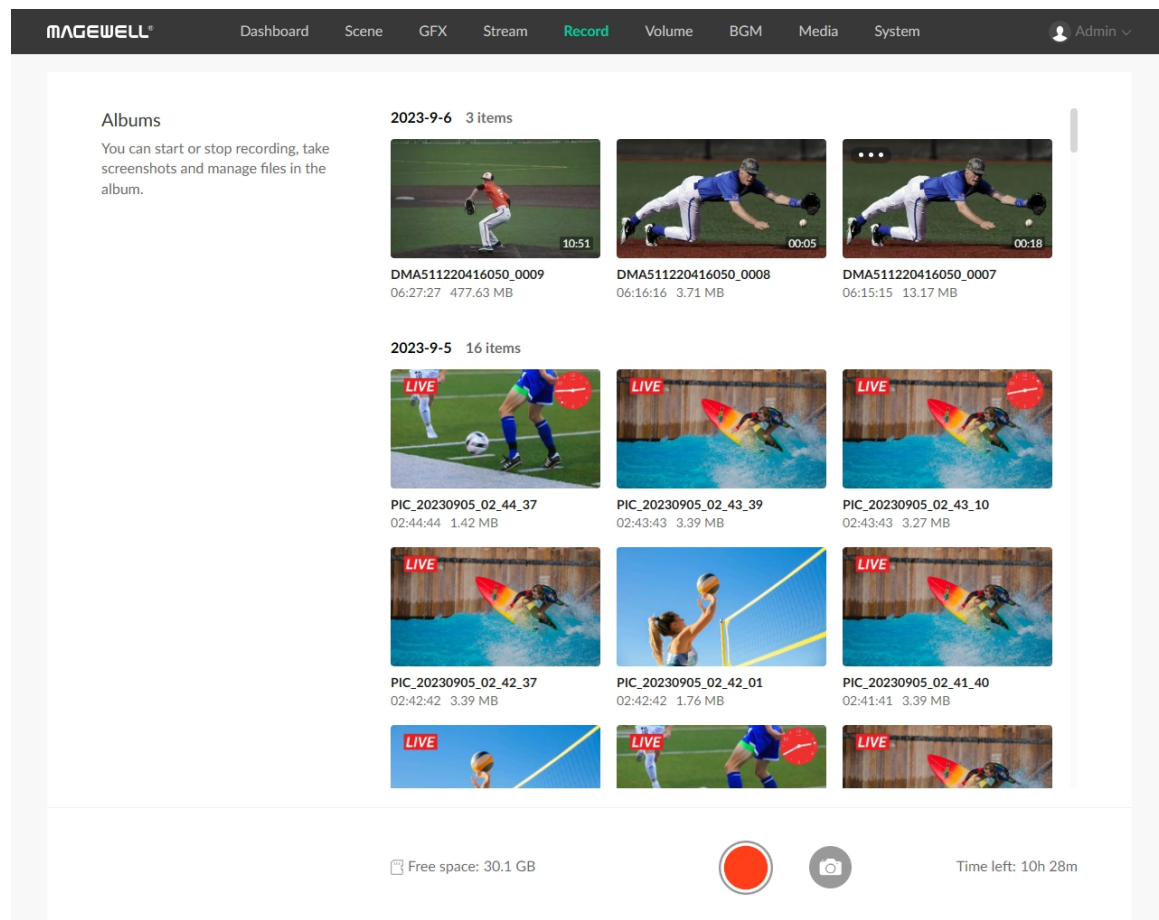 MAGEWELL®
Dashboard Scene GFX Stream Record Volume BGM Media System Admin
Albums
You can start or stop recording, take
screenshots and manage files in the
album.
2023-9-6 3 items
10:51
00:05
00:18
DMA511220416050_0009
06:27:27 477.63 MB
DMA511220416050_0008
06:16:16 3.71 MB
DMA511220416050_0007
06:15:15 13.17 MB
2023-9-5 16 items
LIVE
LIVE
LIVE
PIC_20230905_02_44_37
02:44:44 1.42 MB
PIC_20230905_02_43_39
02:43:43 3.39 MB
PIC_20230905_02_43_10
02:43:43 3.27 MB
LIVE
LIVE
PIC_20230905_02_42_37
02:42:42 3.39 MB
PIC_20230905_02_42_01
02:42:42 1.76 MB
PIC_20230905_02_41_40
02:41:41 3.39 MB
LIVE
LIVE
LIVE
Free space: 30.1 GB
Time left: 10h 28m